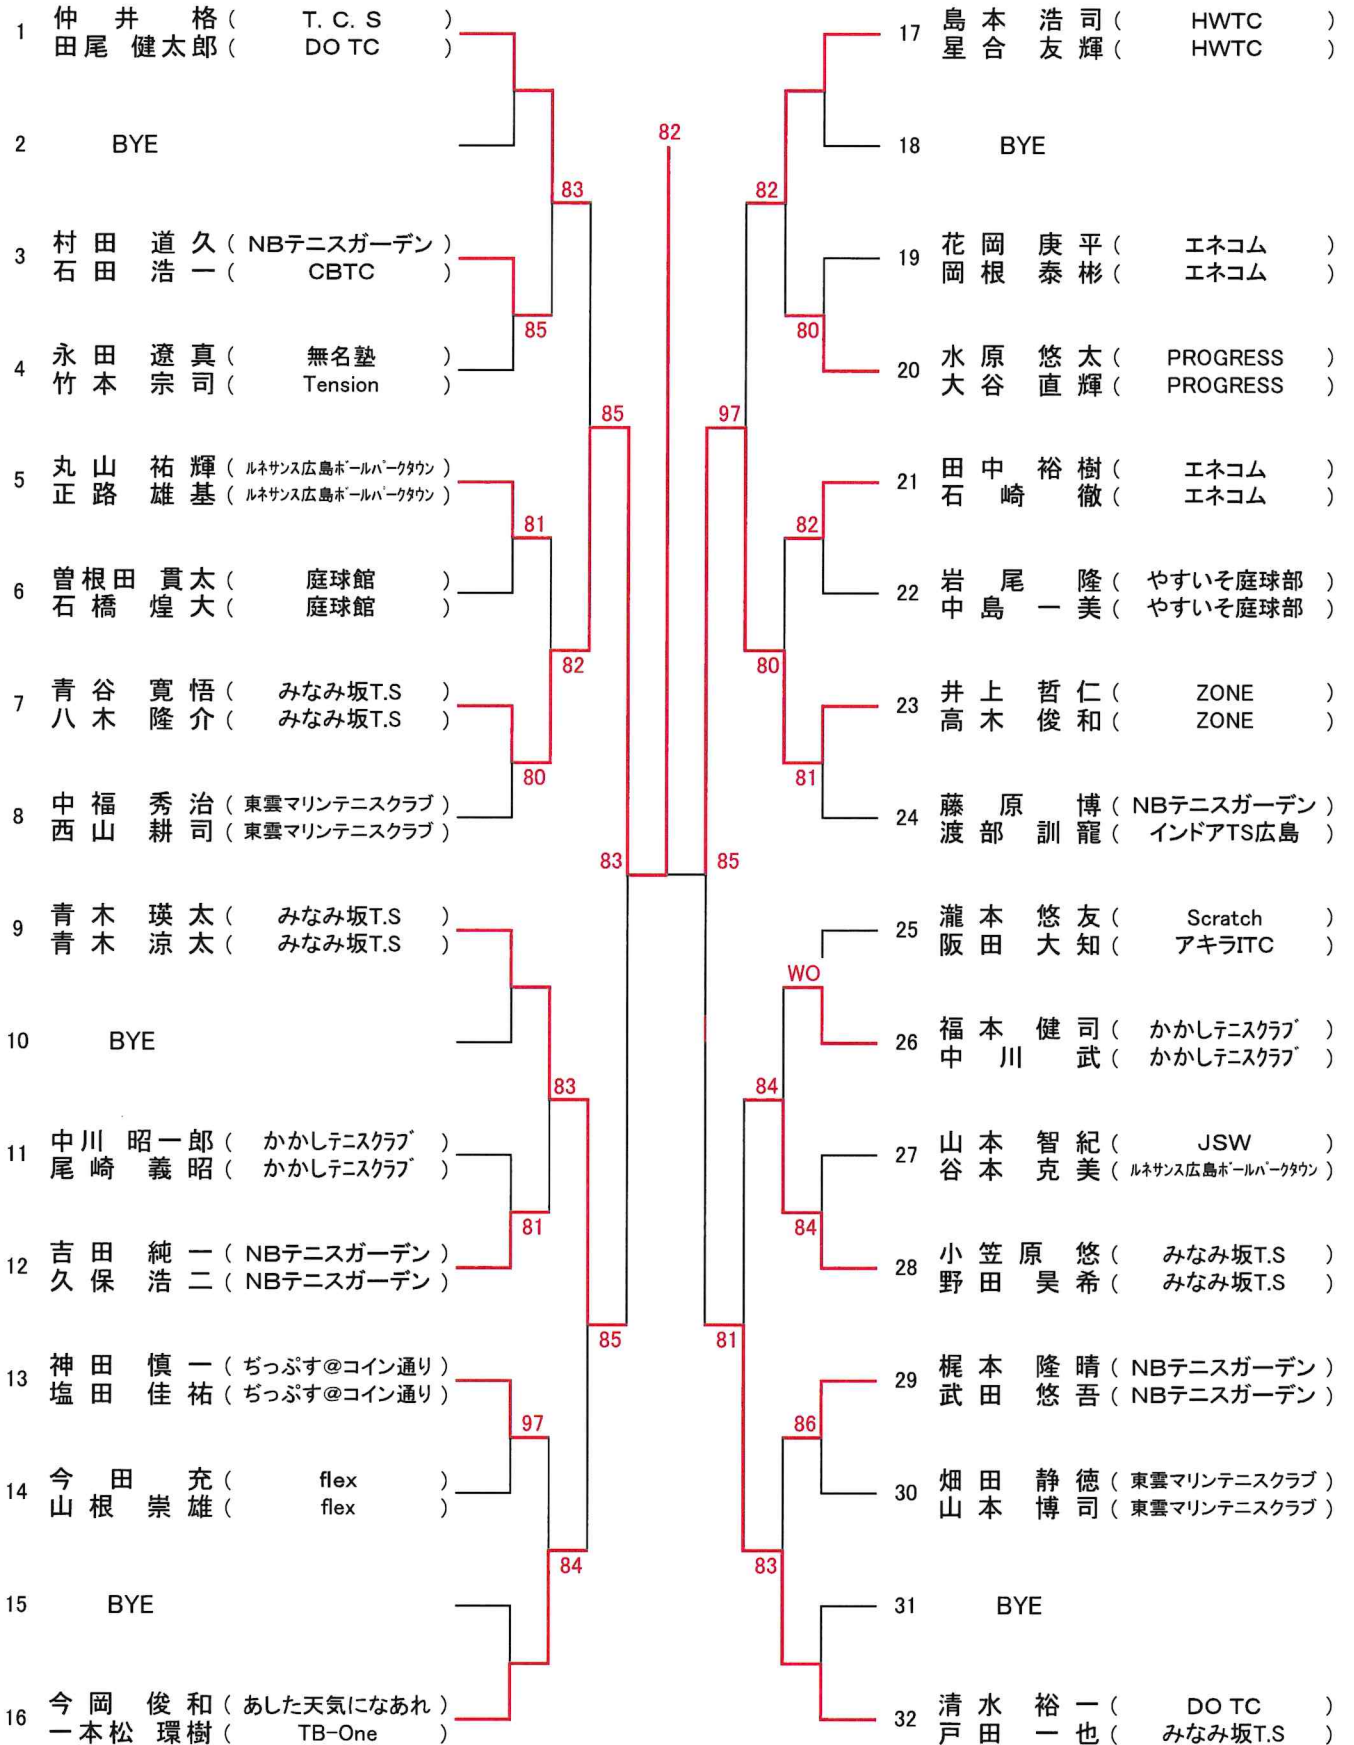 1 仲井 格 ( T. C. S )
田尾 健太郎 ( DO TC )
2 BYE
3 村田 道久 ( NBテニスガーデン )
石田 浩一 ( CBTC )
4 永田 遼真 ( 無名塾 )
竹本 宗司 ( Tension )
5 丸山 祐輝 ( ルネサンス広島ボールパークタウン )
正路 雄基 ( ルネサンス広島ボールパークタウン )
6 曽根田 貫太 ( 庭球館 )
石橋 煌大 ( 庭球館 )
7 青谷 寛悟 ( みなみ坂T.S )
八木 隆介 ( みなみ坂T.S )
8 中福 秀治 ( 東雲マリンテニスクラブ )
西山 耕司 ( 東雲マリンテニスクラブ )
9 青木 瑛太 ( みなみ坂T.S )
青木 涼太 ( みなみ坂T.S )
10 BYE
11 中川 昭一郎 ( かかしテニスクラブ )
尾崎 義昭 ( かかしテニスクラブ )
12 吉田 純一 ( NBテニスガーデン )
久保 浩二 ( NBテニスガーデン )
13 神田 慎一 ( ぢっぷす@コイン通り )
塩田 佳祐 ( ぢっぷす@コイン通り )
14 今田 充 ( flex )
山根 崇雄 ( flex )
15 BYE
16 今岡 俊和 ( あした天気になあれ )
一本松 環樹 ( TB-One )
85
81
80
81
97
83
82
83
84
85
85
83
82
85
97
81
82
80
84
83
80
82
81
WO
84
86
17 島本 浩司 ( HWTC )
星合 友輝 ( HWTC )
18 BYE
19 花岡 庚平 ( エネコム )
岡根 泰彬 ( エネコム )
20 水原 悠太 ( PROGRESS )
大谷 直輝 ( PROGRESS )
21 田中 裕樹 ( エネコム )
石崎 徹 ( エネコム )
22 岩尾 隆 ( やすいそ庭球部 )
中島 一美 ( やすいそ庭球部 )
23 井上 哲仁 ( ZONE )
高木 俊和 ( ZONE )
24 藤原 博 ( NBテニスガーデン )
渡部 訓寵 ( インドアTS広島 )
25 瀧本 悠友 ( Scratch )
阪田 大知 ( アキラITC )
26 福本 健司 ( かかしテニスクラブ )
中川 武 ( かかしテニスクラブ )
27 山本 智紀 ( JSW )
谷本 克美 ( ルネサンス広島ボールパークタウン )
28 小笠原 悠 ( みなみ坂T.S )
野田 昊希 ( みなみ坂T.S )
29 梶本 隆晴 ( NBテニスガーデン )
武田 悠吾 ( NBテニスガーデン )
30 畑田 静徳 ( 東雲マリンテニスクラブ )
山本 博司 ( 東雲マリンテニスクラブ )
31 BYE
32 清水 裕一 ( DO TC )
戸田 一也 ( みなみ坂T.S )